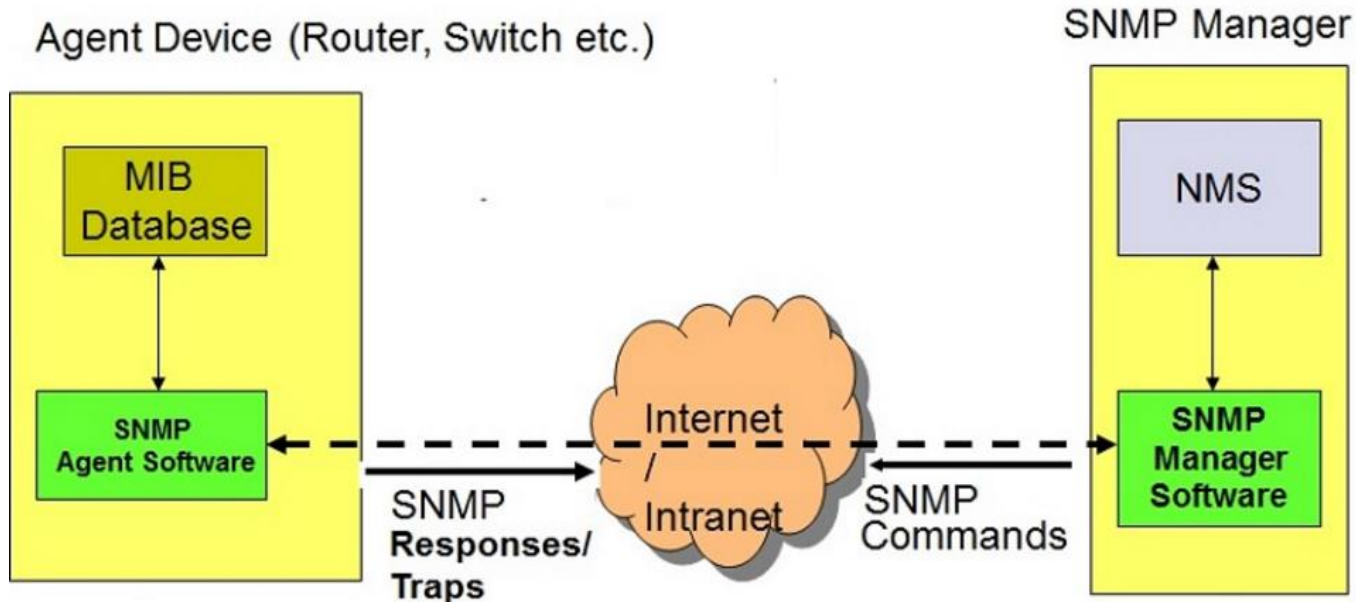 Agent Device (Router, Switch etc.)
SNMP Manager
MIB
Database
NMS
SNMP
Agent Software
Internet
/
Intranet
SNMP
Manager
Software
SNMP
Responses/
Traps
SNMP
Commands